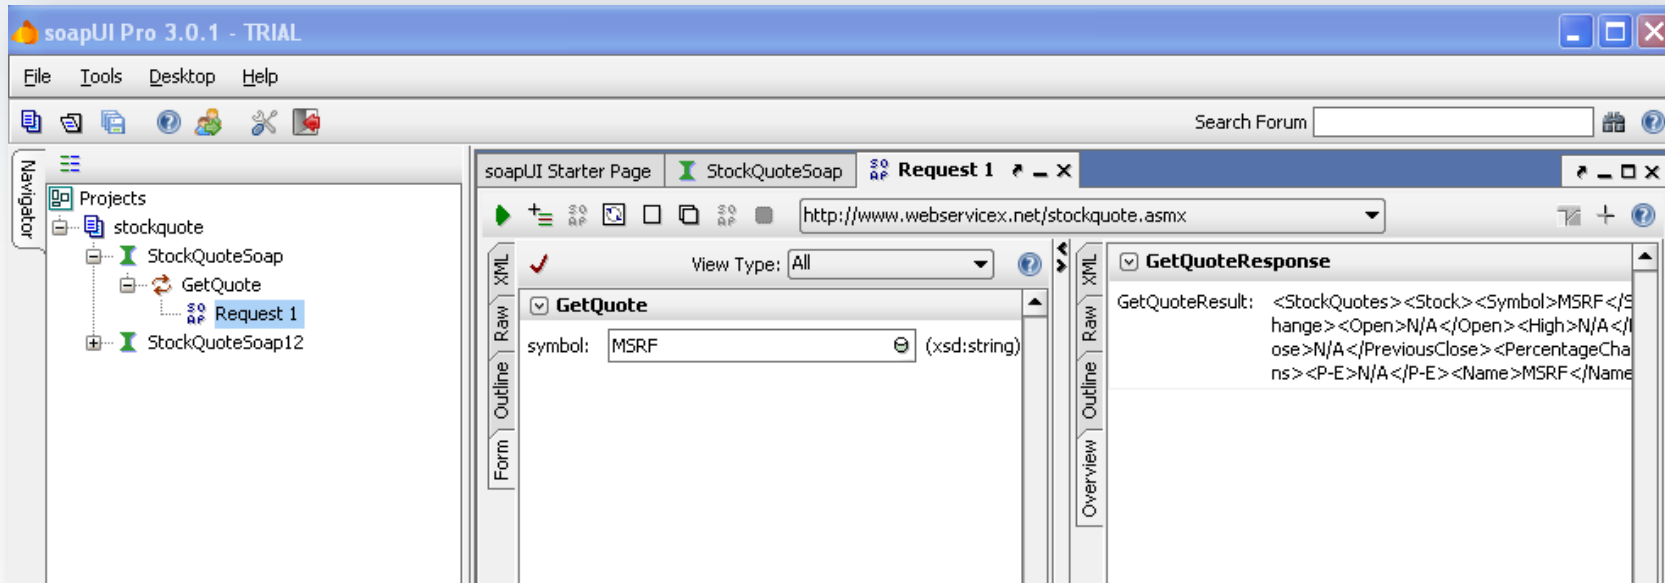 soapUI Pro 3.0.1 - TRIAL
File Tools Desktop Help
Search Forum
Navigator
Projects
stockquote
StockQuoteSoap
GetQuote
Request 1
StockQuoteSoap12
soapUI Starter Page StockQuoteSoap Request 1
http://www.webservicex.net/stockquote.asmx
XML
Raw
Outline
Form
View Type: All
GetQuote
symbol: MSRF (xsd:string)
XML
Raw
Outline
Overview
GetQuoteResponse
GetQuoteResult: <StockQuotes><Stock><Symbol>MSRF</S
hange><Open>N/A</Open><High>N/A</
ose>N/A</PreviousClose><PercentageCha
ns><P-E>N/A</P-E><Name>MSRF</Name